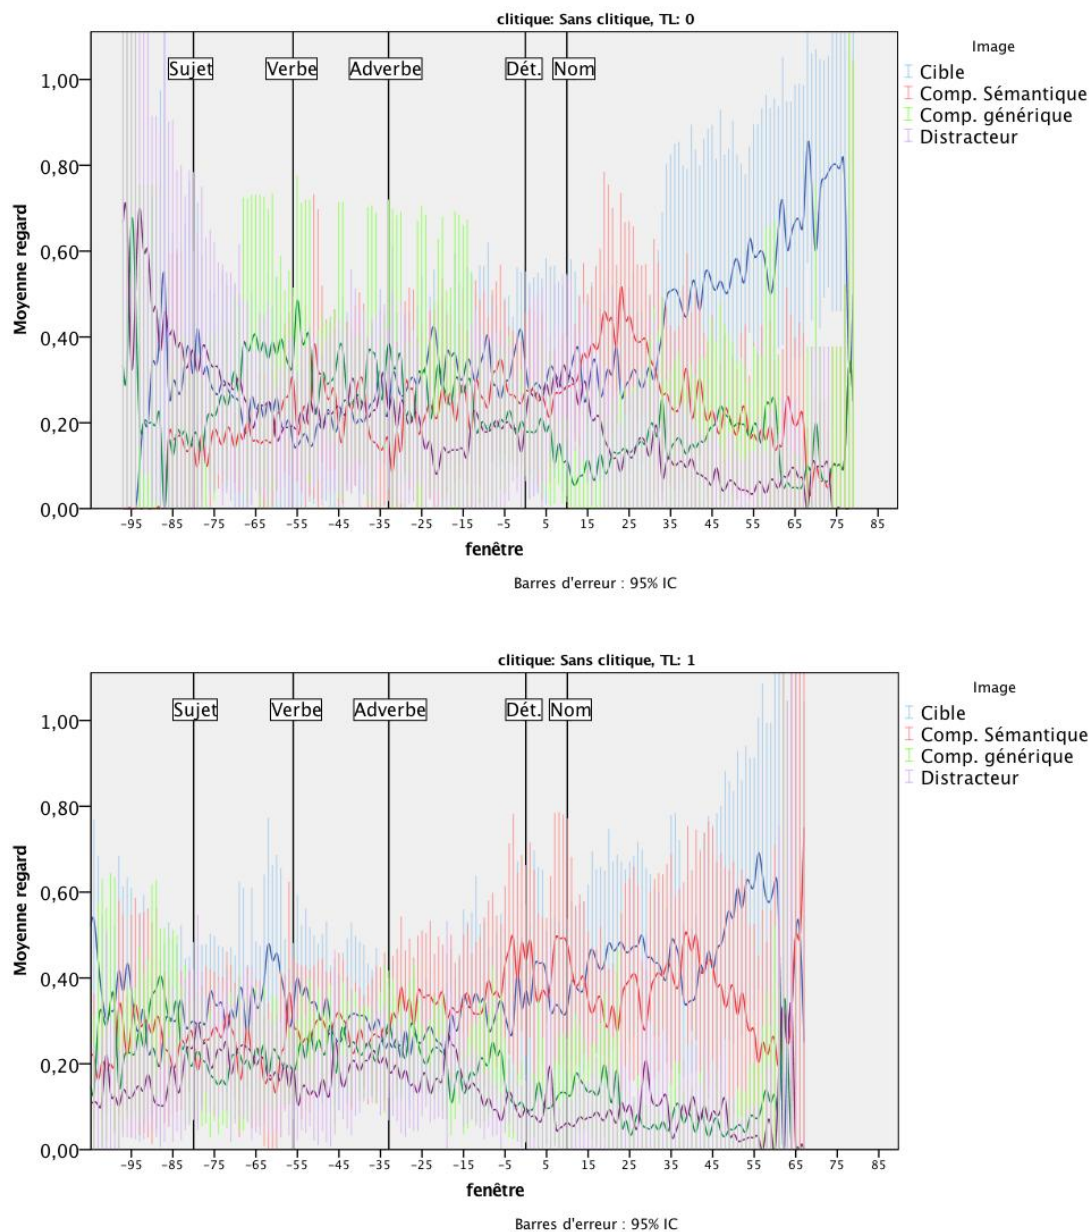 clitique: Sans clitique, TL: 0
Image
Cible
Comp. Sémantique
Comp. générique
Distracteur
Sujet Verbe Adverbe Dét. Nom
1,00
0,80
0,60
0,40
0,20
0,00
Moyenne regard
-95 -85 -75 -65 -55 -45 -35 -25 -15 -5 5 15 25 35 45 55 65 75 85
fenêtre
Barres d'erreur : 95% IC
clitique: Sans clitique, TL: 1
Image
Cible
Comp. Sémantique
Comp. générique
Distracteur
Sujet Verbe Adverbe Dét. Nom
1,00
0,80
0,60
0,40
0,20
0,00
Moyenne regard
-95 -85 -75 -65 -55 -45 -35 -25 -15 -5 5 15 25 35 45 55 65 75 85
fenêtre
Barres d'erreur : 95% IC